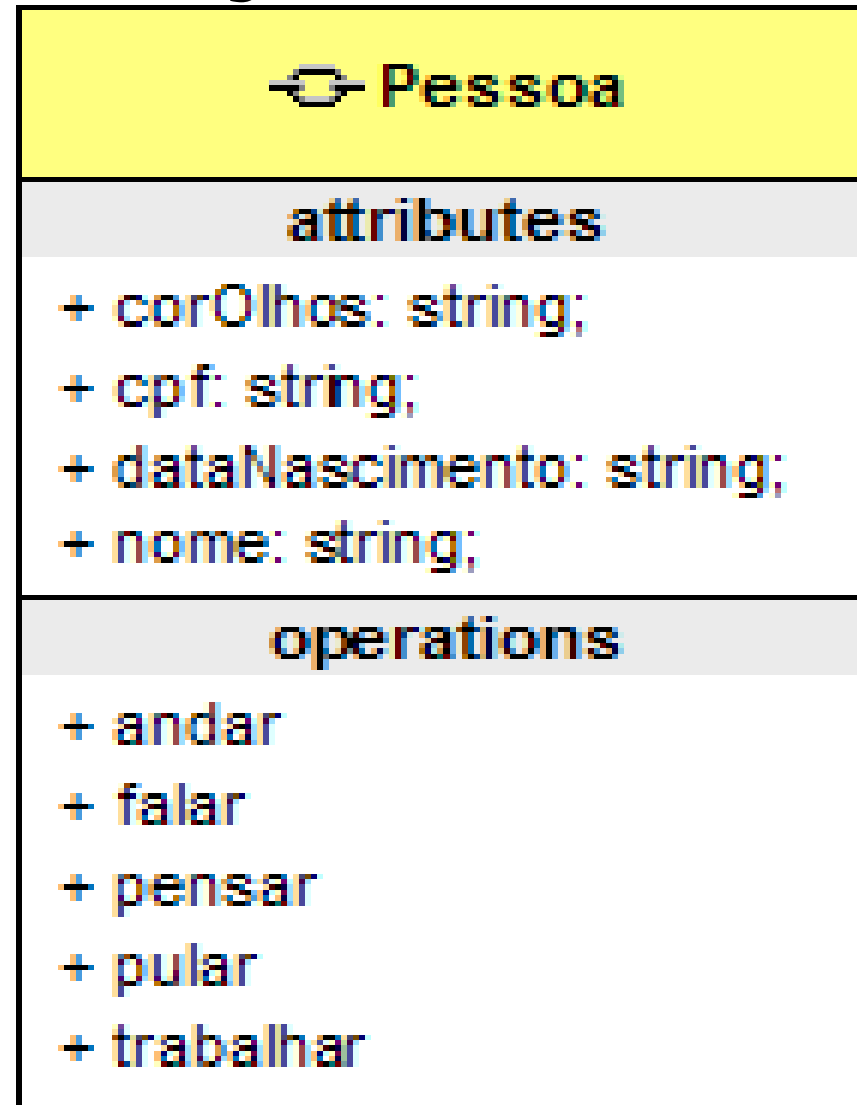 Pessoa
attributes
+ corOlhos: string;
+ cpf: string;
+ dataNascimento: string;
+ nome: string;
operations
+ andar
+ falar
+ pensar
+ pular
+ trabalhar